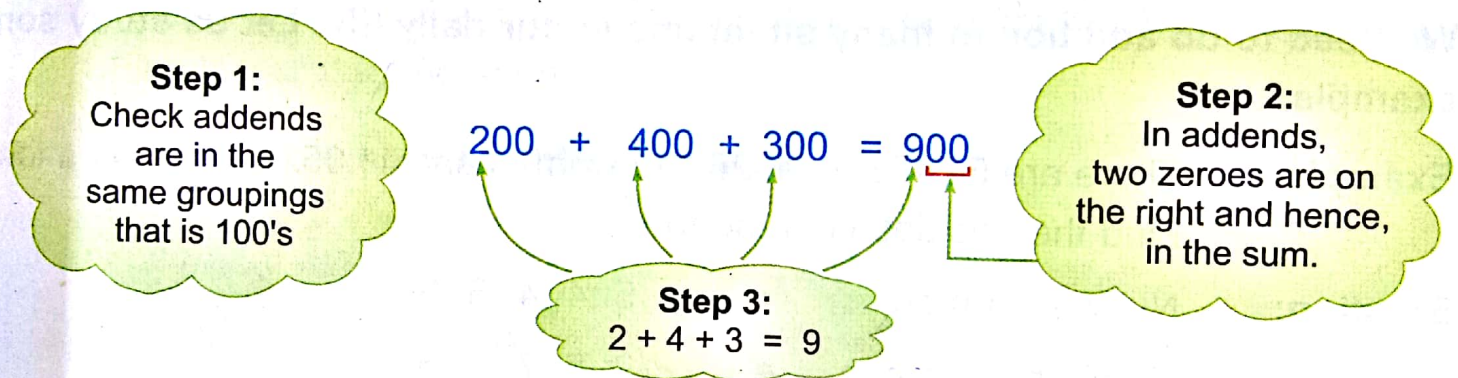 Step 1:
Check addends
are in the
same groupings
that is 100's
200 + 400 + 300 = 900
Step 2:
In addends,
two zeroes are on
the right and hence,
in the sum.
Step 3:
2 + 4 + 3 = 9